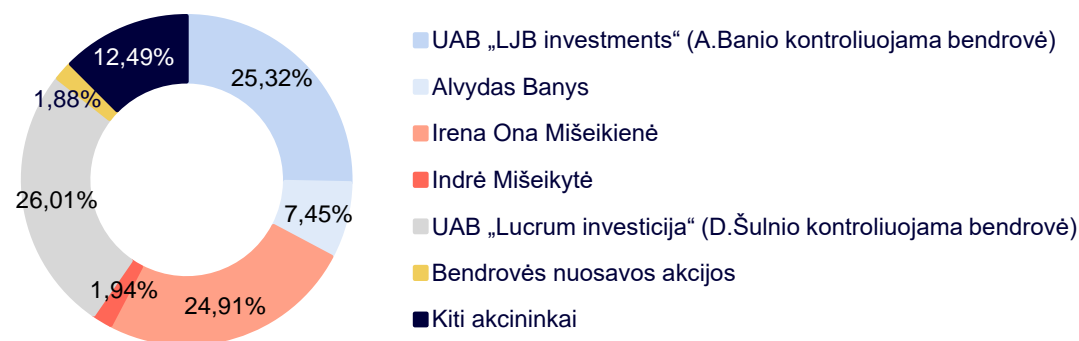 12,49%
25,32%
1,88%
26,01%
7,45%
1,94%
24,91%
UAB „LJB investments“ (A.Banio kontroliuojama bendrovė)
Alvydas Banys
Irena Ona Mišeikienė
Indrė Mišeikytė
UAB „Lucrum investicija“ (D.Šulnio kontroliuojama bendrovė)
Bendrovės nuosavos akcijos
Kiti akcininkai